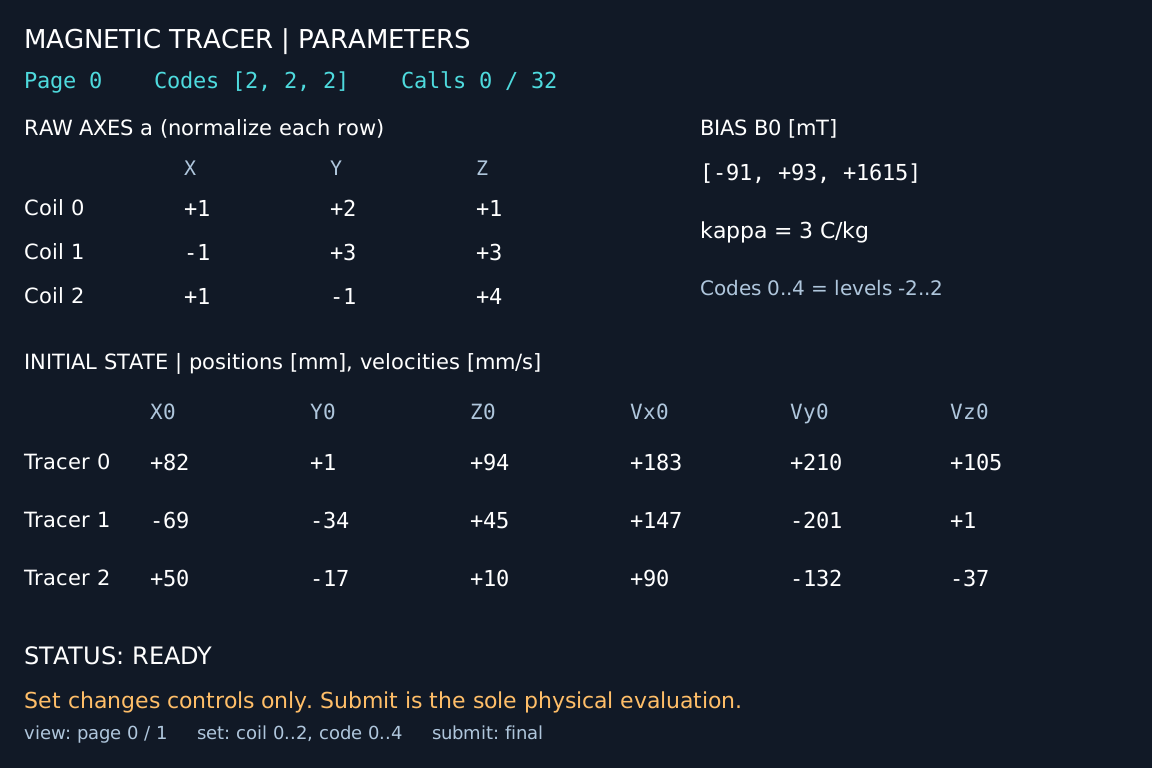 MAGNETIC TRACER | PARAMETERS
Page 0 Codes [2, 2, 2] Calls 0 / 32
RAW AXES a (normalize each row)
X Y Z
Coil 0 +1 +2 +1
Coil 1 -1 +3 +3
Coil 2 +1 -1 +4
BIAS B0 [mT]
[-91, +93, +1615]
kappa = 3 C/kg
Codes 0..4 = levels -2..2
INITIAL STATE | positions [mm], velocities [mm/s]
X0 Y0 Z0 Vx0 Vy0 Vz0
Tracer 0 +82 +1 +94 +183 +210 +105
Tracer 1 -69 -34 +45 +147 -201 +1
Tracer 2 +50 -17 +10 +90 -132 -37
STATUS: READY
Set changes controls only. Submit is the sole physical evaluation.
view: page 0 / 1 set: coil 0..2, code 0..4 submit: final